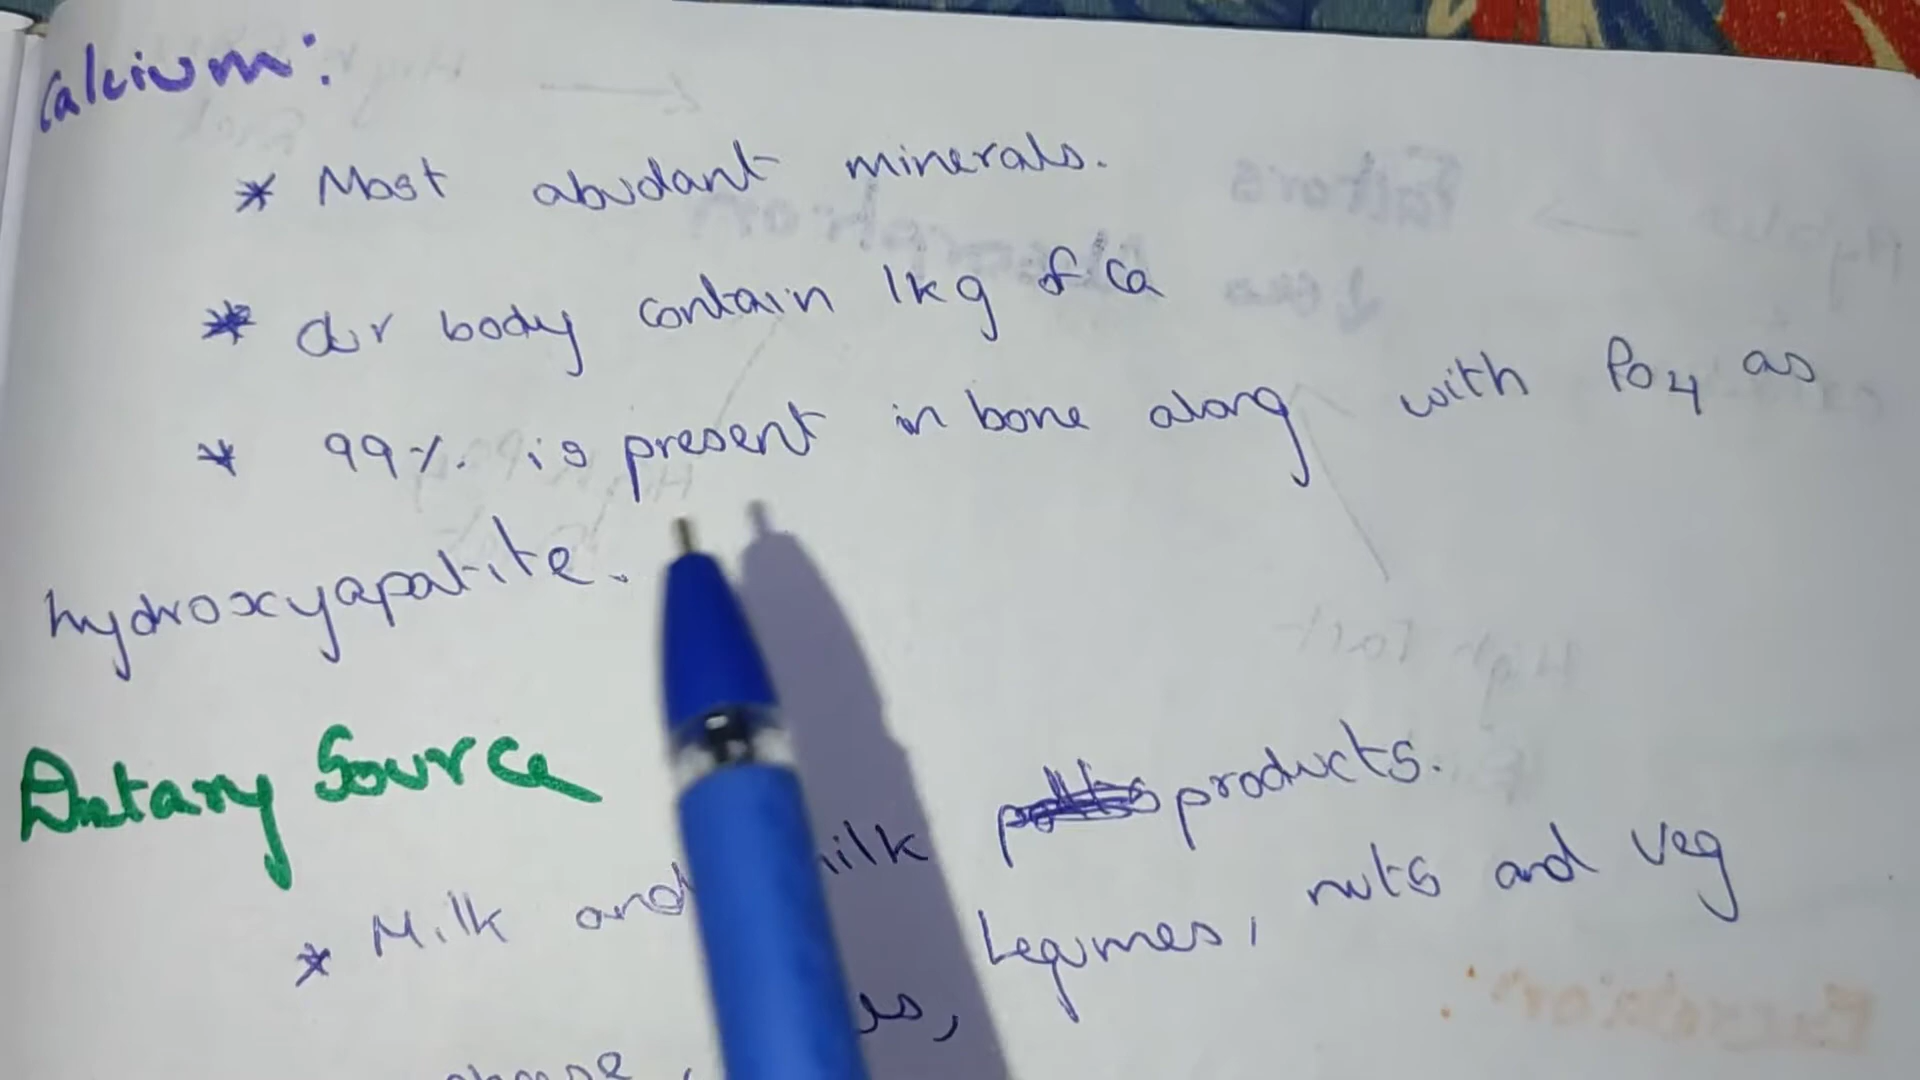 Calcium:
* Most abudant minerals.
* Our body contain 1kg of Ca
* 99%. is present in bone along with PO4 as
hydroxyapatite.
Dietary Source
* Milk and milk products.
Legumes, nuts and veg